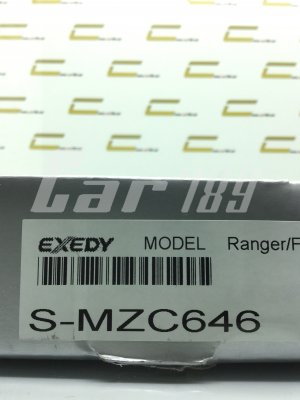 Car 189
EXEDY MODEL Ranger/F
S-MZC646